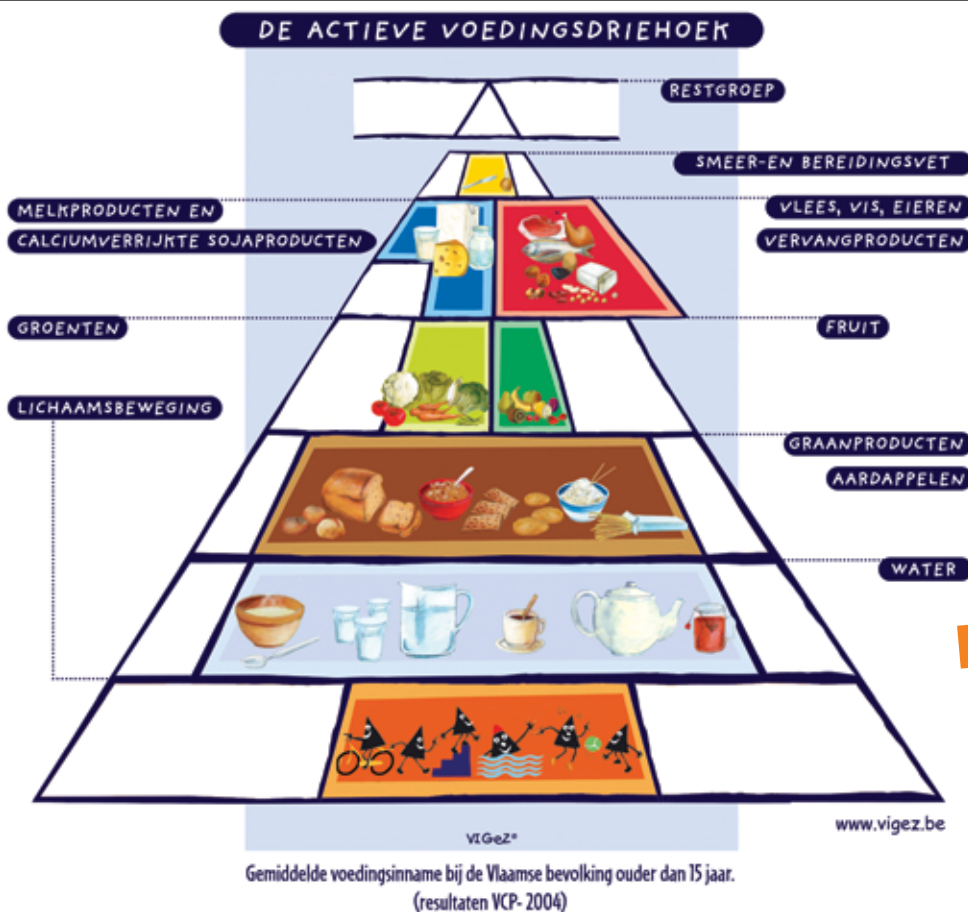 DE ACTIEVE VOEDINGSDRIEHOEK
RESTGROEP
SMEER-EN BEREIDINGSVET
MELKPRODUCTEN EN
CALCIUMVERRIJKTE SOJAPRODUCTEN
VLEES, VIS, EIEREN
VERVANGPRODUCTEN
GROENTEN
FRUIT
LICHAAMSBEWEGING
GRAANPRODUCTEN
AARDAPPELEN
WATER
www.vigez.be
VIGeZ®
Gemiddelde voedingsinname bij de Vlaamse bevolking ouder dan 15 jaar.
(resultaten VCP- 2004)